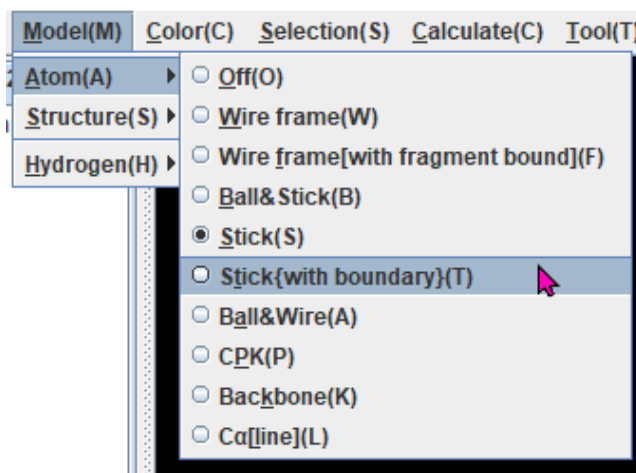 Model(M) Color(C) Selection(S) Calculate(C) Tool(T)
Atom(A)
Structure(S)
Hydrogen(H)
Off(O)
Wire frame(W)
Wire frame[with fragment bound](F)
Ball&Stick(B)
Stick(S)
Stick{with boundary}(T)
Ball&Wire(A)
CPK(P)
Backbone(K)
Cα[line](L)